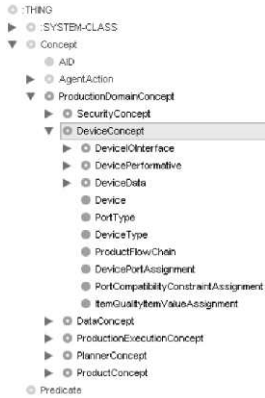 :THING
:SYSTEM-CLASS
Concept
AID
AgentAction
ProductionDomainConcept
SecurityConcept
DeviceConcept
DeviceIOInterface
DevicePerformative
DeviceData
Device
PortType
DeviceType
ProductFlowChain
DevicePortAssignment
PortCompatibilityConstraintAssignment
ItemQualityItemValueAssignment
DataConcept
ProductionExecutionConcept
PlannerConcept
ProductConcept
Predicate